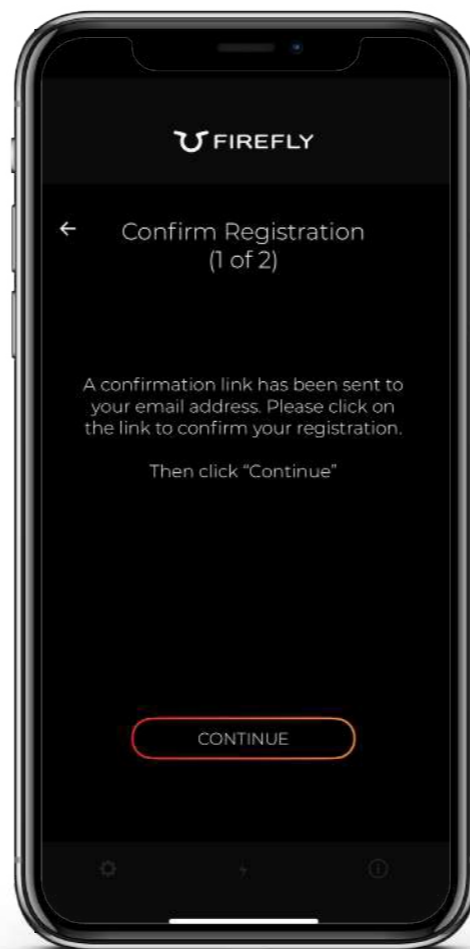 FIREFLY
Confirm Registration
(1 of 2)
A confirmation link has been sent to
your email address. Please click on
the link to confirm your registration.
Then click “Continue”
CONTINUE